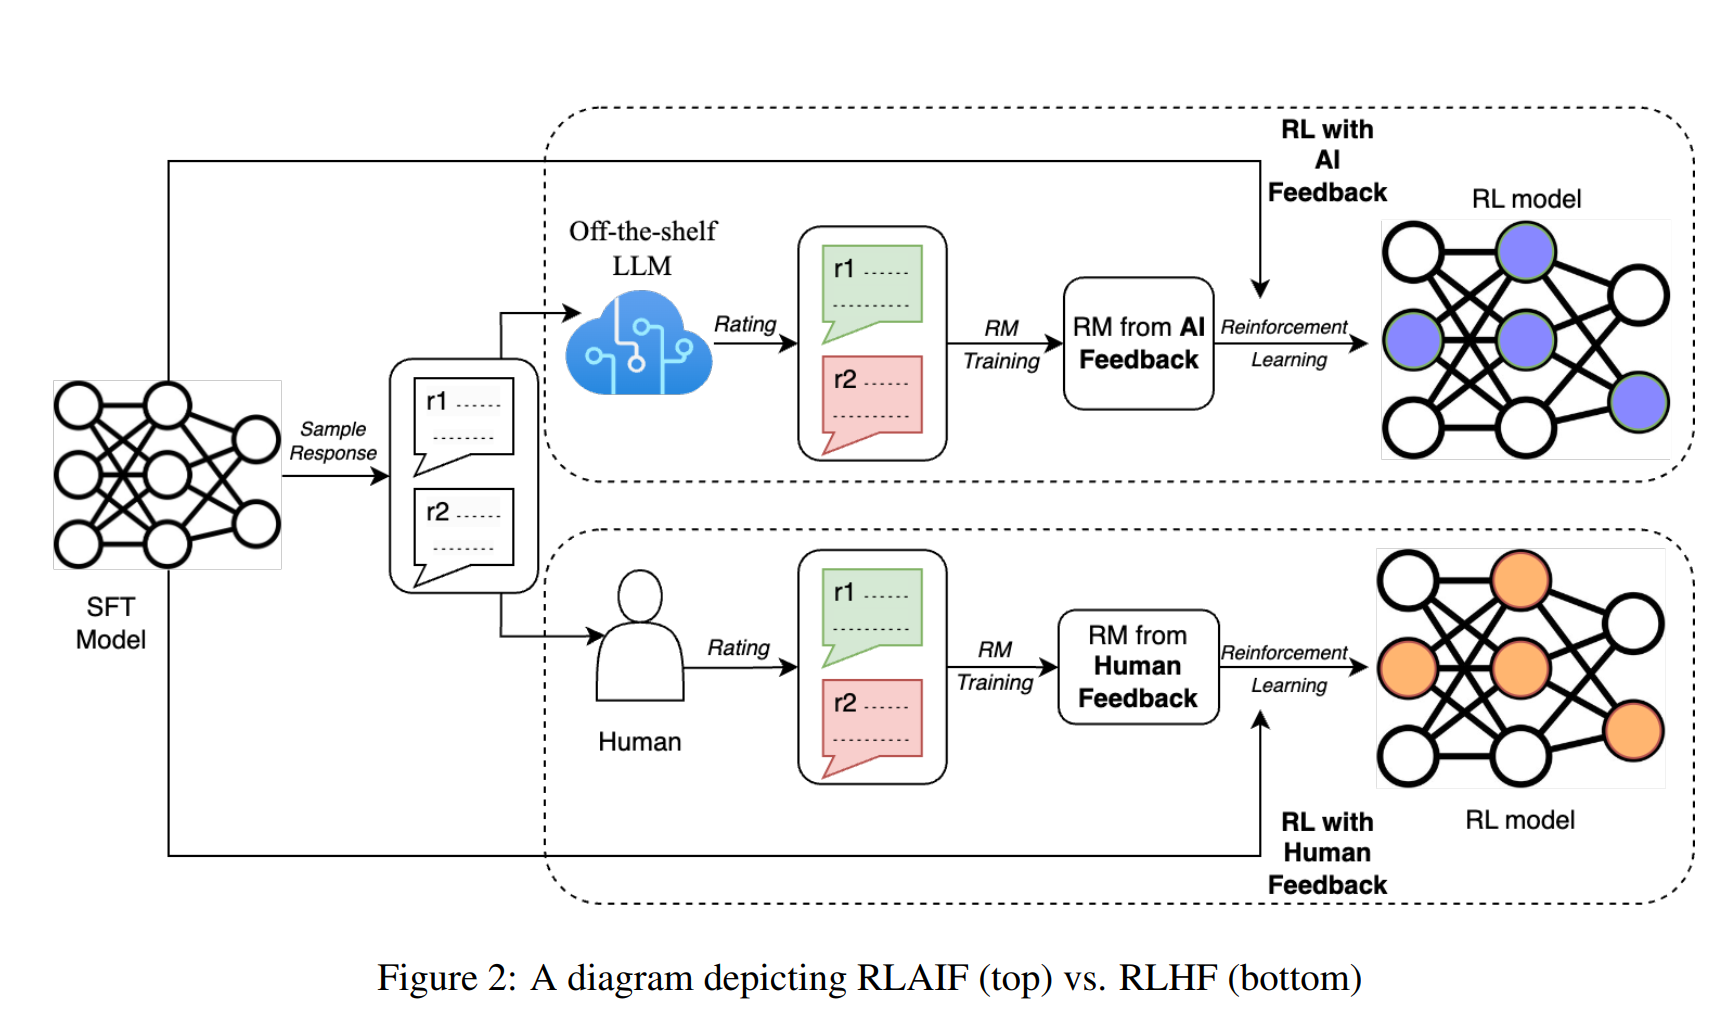 RL with
AI
Feedback
RL model
Off-the-shelf
LLM
r1 ......
..........
r2 ......
..........
Rating
RM
Training
RM from AI
Feedback
Reinforcement
Learning
Sample
Response
r1 ......
........
r2 ......
........
SFT
Model
Human
Rating
r1 ......
..........
r2 ......
..........
RM
Training
RM from
Human
Feedback
Reinforcement
Learning
RL model
RL with
Human
Feedback
Figure 2: A diagram depicting RLAIF (top) vs. RLHF (bottom)